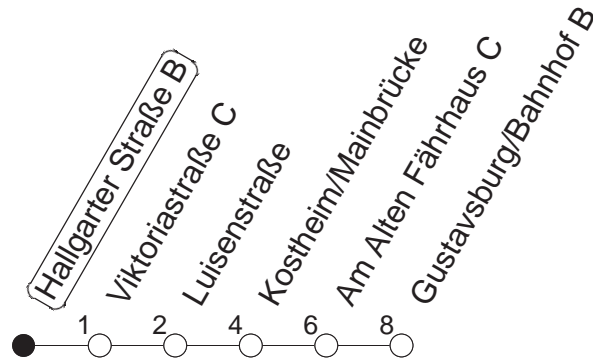 Hallgarter Straße B
Viktoriastraße C
Luisenstraße
Kostheim/Mainbrücke
Am Alten Fährhaus C
Gustavsburg/Bahnhof B
1 2 4 6 8